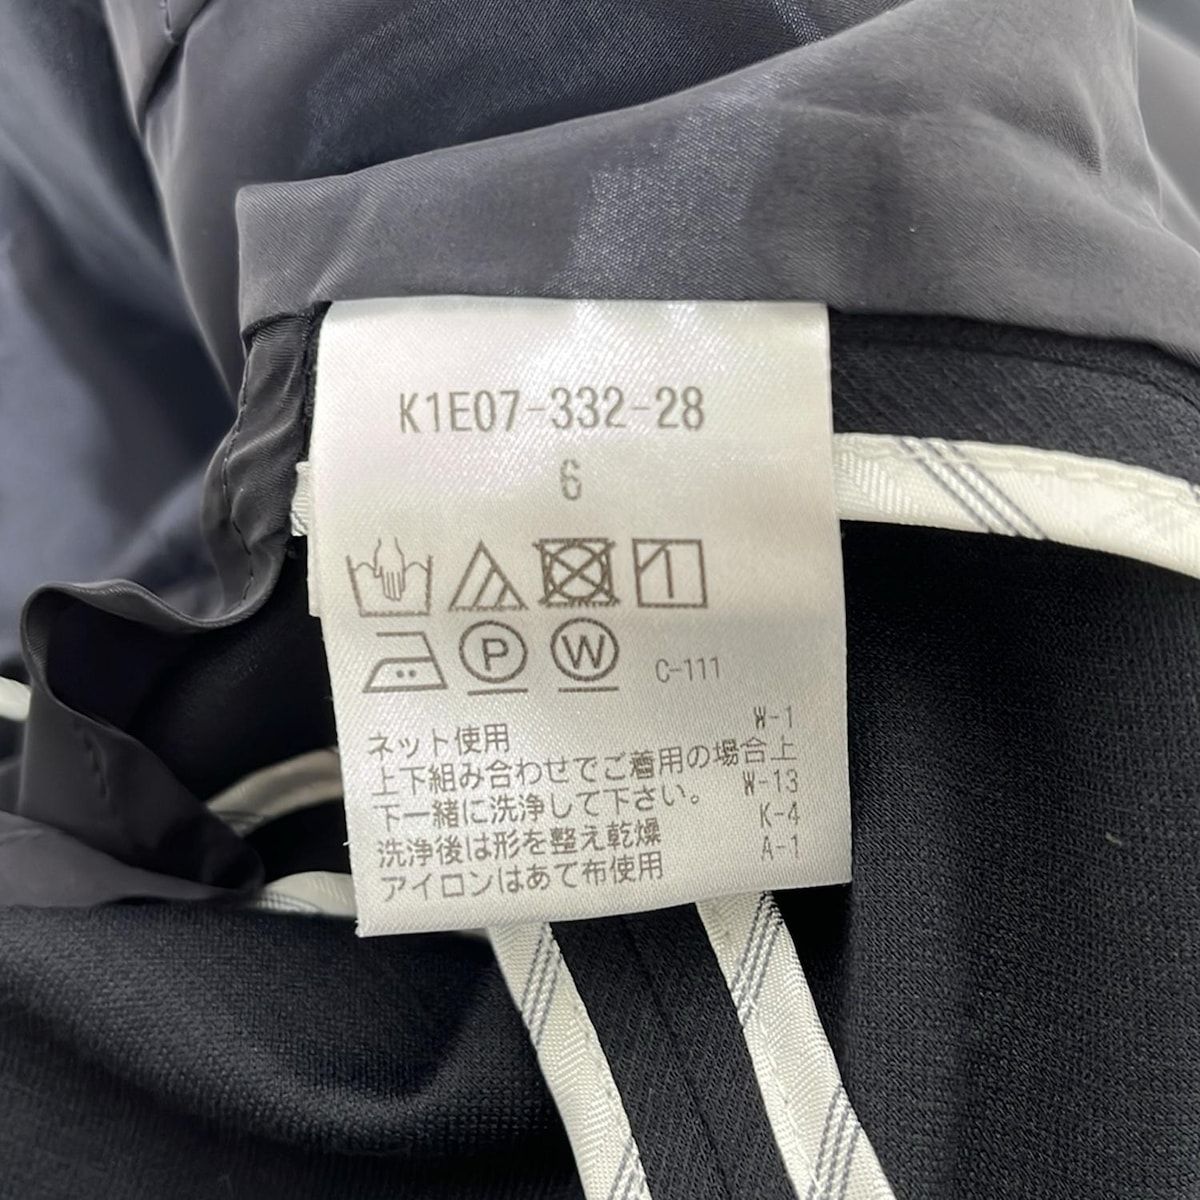 K1E07-332-28
6
P W C-111
W-1
ネット使用
上下組み合わせでご着用の場合上
下一緒に洗浄して下さい。 W-13
K-4
洗浄後は形を整え乾燥 A-1
アイロンはあて布使用